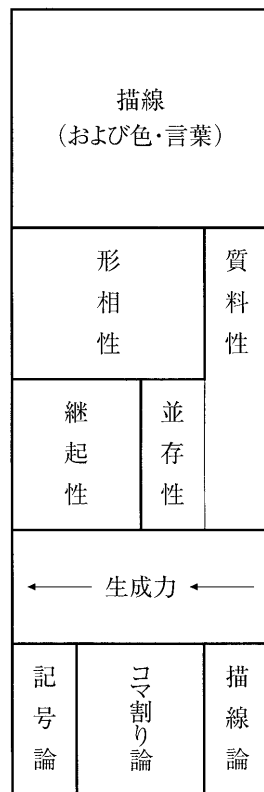 描線
（および色・言葉）
形相性
質料性
継起性
並存性
← 生成力 ←
記号論
コマ割り論
描線論